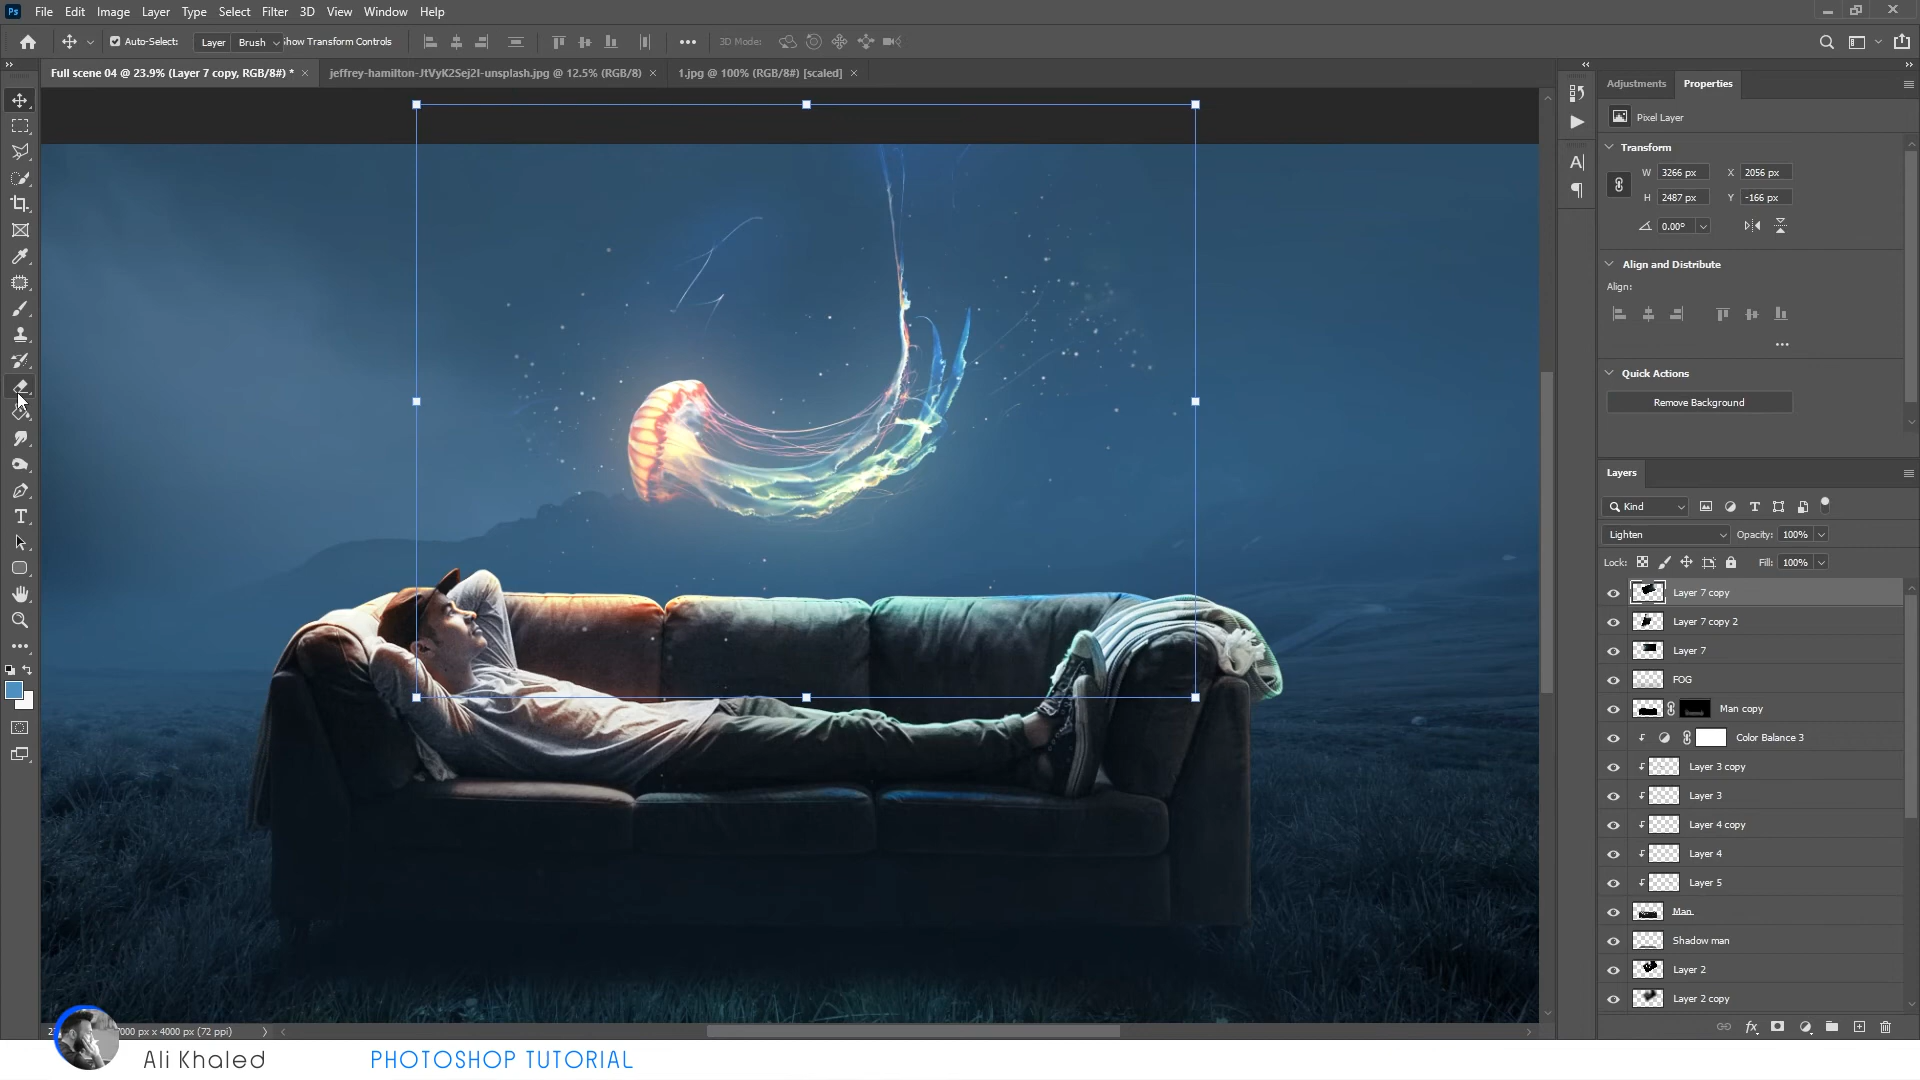 Ps File Edit Image Layer Type Select Filter 3D View Window Help
Auto-Select: Layer Brush Show Transform Controls 3D Mode:
Full scene 04 @ 23.9% (Layer 7 copy, RGB/8#) * jeffrey-hamilton-JtVyK2Sej2I-unsplash.jpg @ 12.5% (RGB/8) 1.jpg @ 100% (RGB/8#) [scaled]
Adjustments Properties
Pixel Layer
Transform
W 3266 px X 2056 px
H 2487 px Y -166 px
0.00°
Align and Distribute
Align:
Quick Actions
Remove Background
Layers
Kind
Lighten Opacity: 100%
Lock: Fill: 100%
Layer 7 copy
Layer 7 copy 2
Layer 7
FOG
Man copy
Color Balance 3
Layer 3 copy
Layer 3
Layer 4 copy
Layer 4
Layer 5
Man
Shadow man
Layer 2
Layer 2 copy
7000 px x 4000 px (72 ppi)
Ali Khaled PHOTOSHOP TUTORIAL